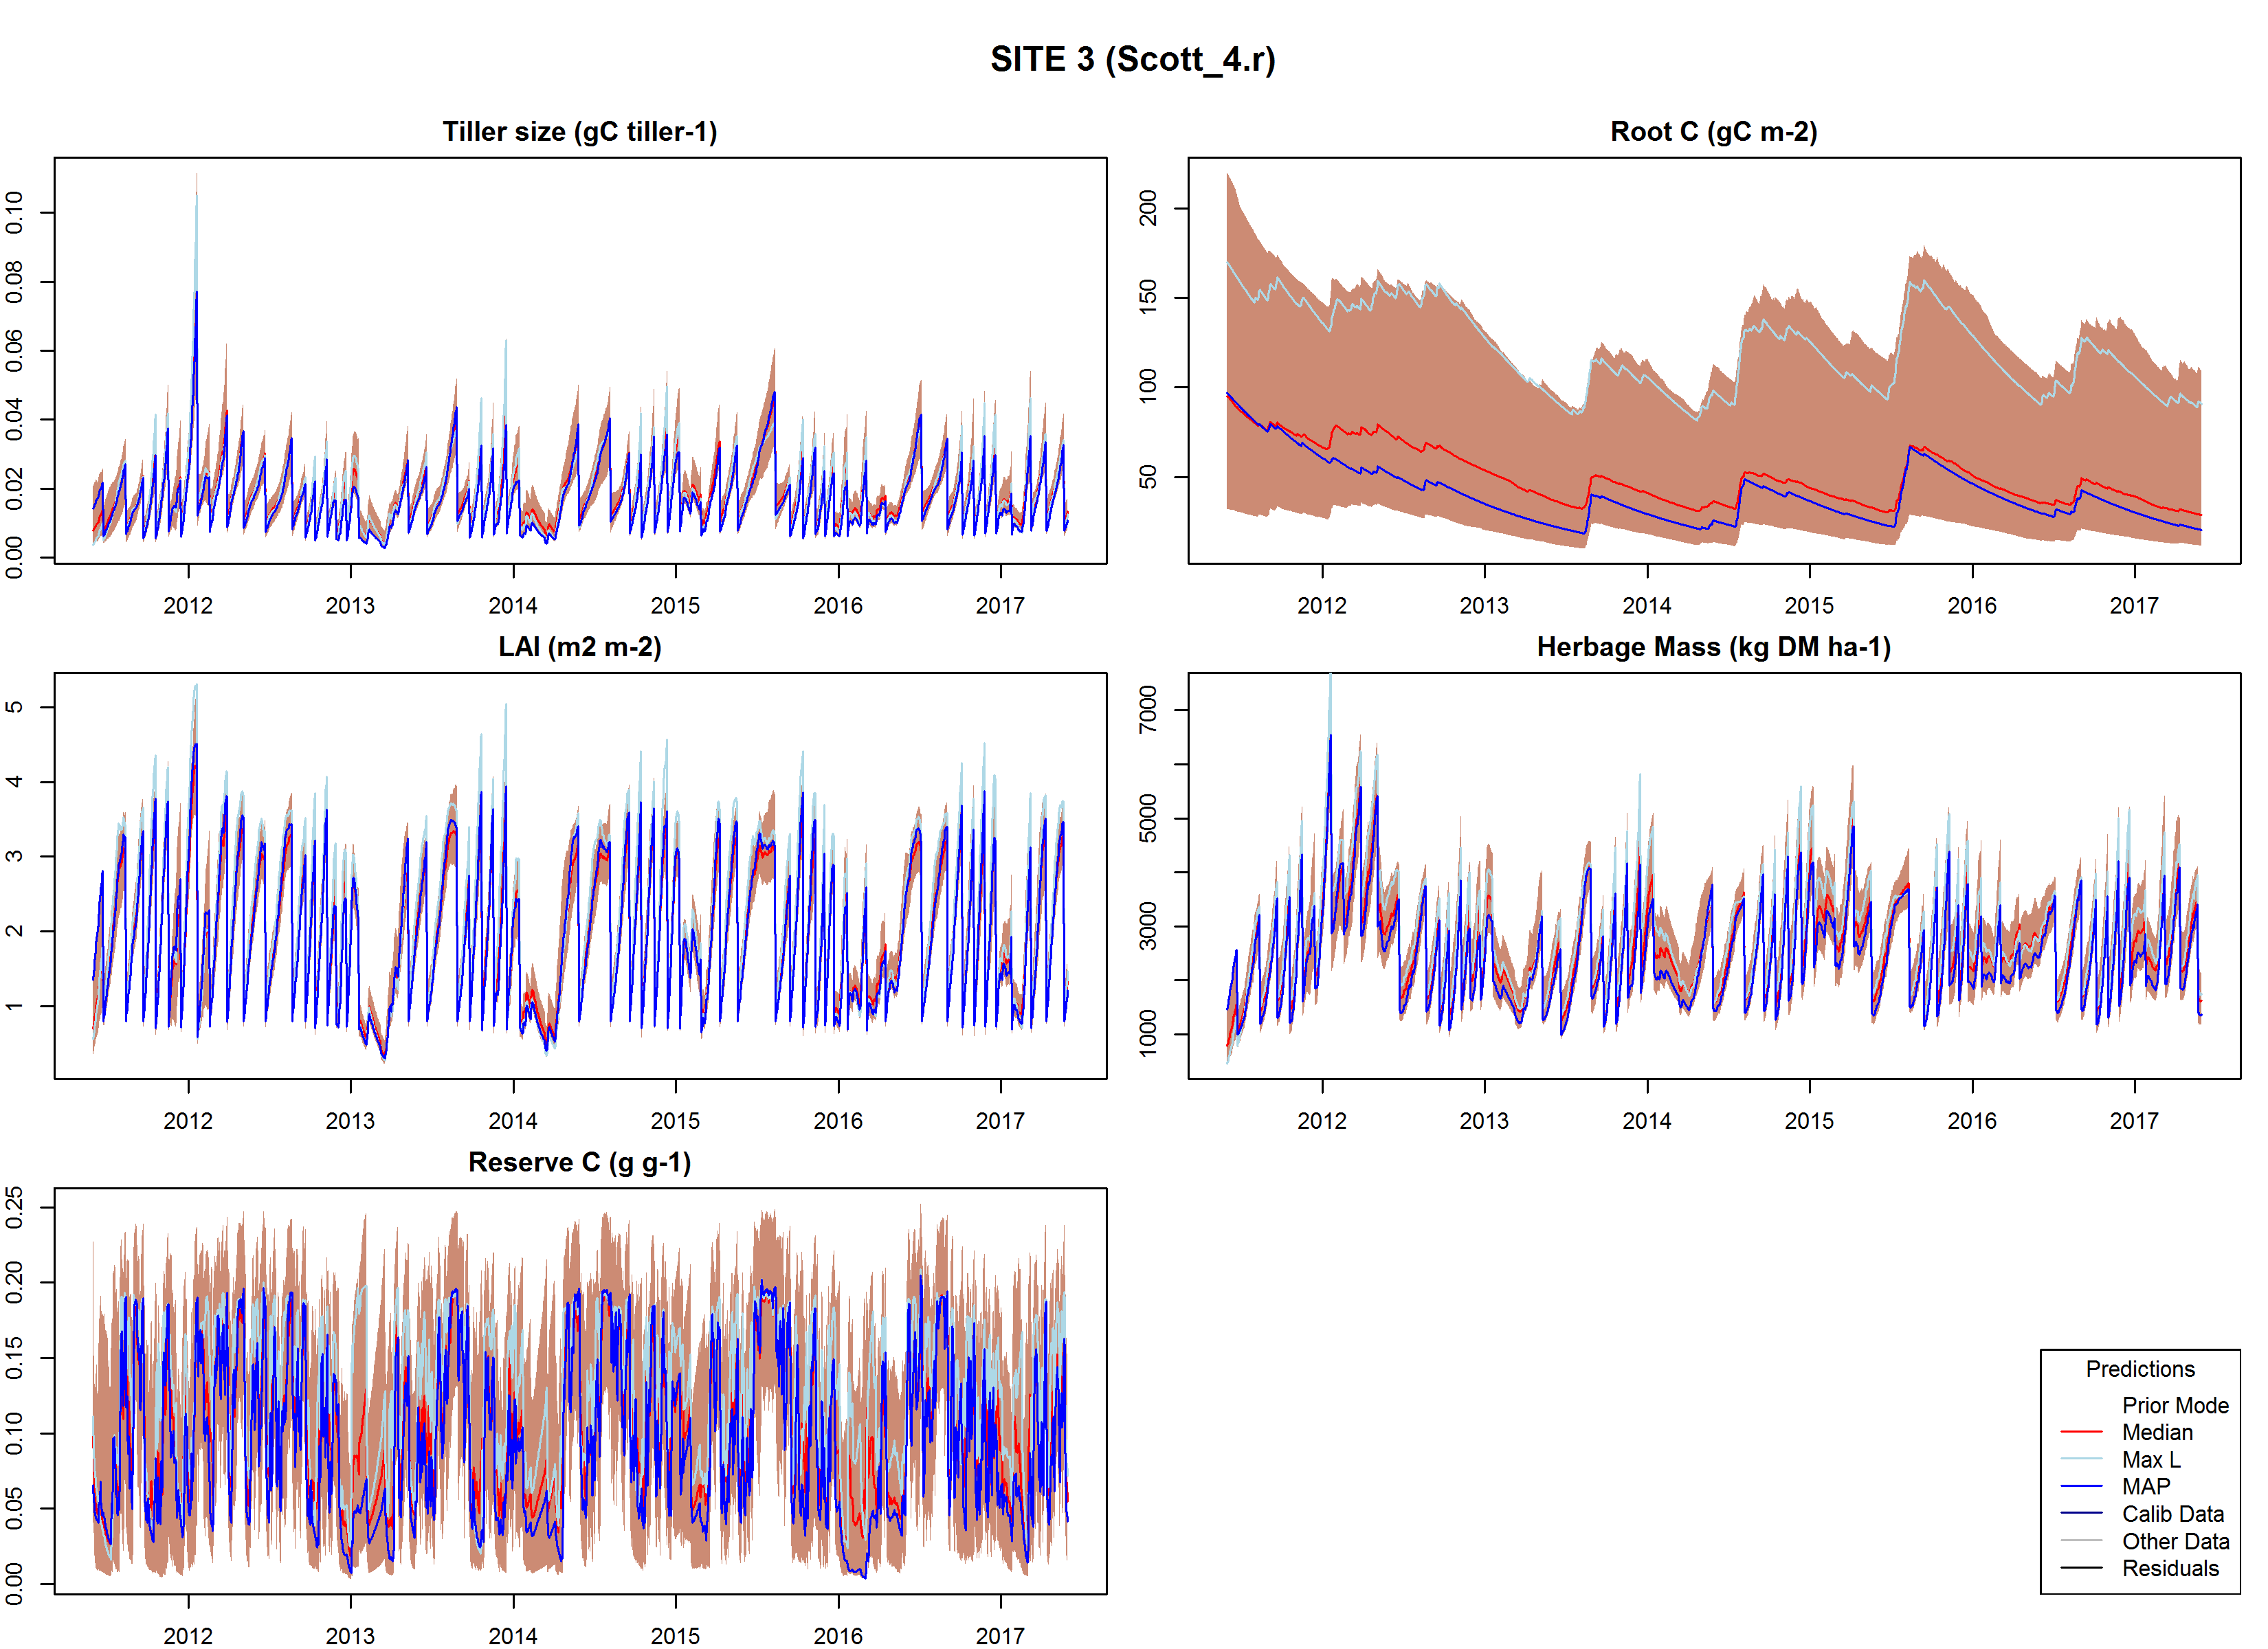 SITE 3 (Scott_4.r)
Tiller size (gC tiller-1)
0.00 0.02 0.04 0.06 0.08 0.10
2012 2013 2014 2015 2016 2017
Root C (gC m-2)
50 100 150 200
2012 2013 2014 2015 2016 2017
LAI (m2 m-2)
1 2 3 4 5
2012 2013 2014 2015 2016 2017
Herbage Mass (kg DM ha-1)
1000 3000 5000 7000
2012 2013 2014 2015 2016 2017
Reserve C (g g-1)
0.00 0.05 0.10 0.15 0.20 0.25
2012 2013 2014 2015 2016 2017
Predictions
Prior Mode
Median
Max L
MAP
Calib Data
Other Data
Residuals